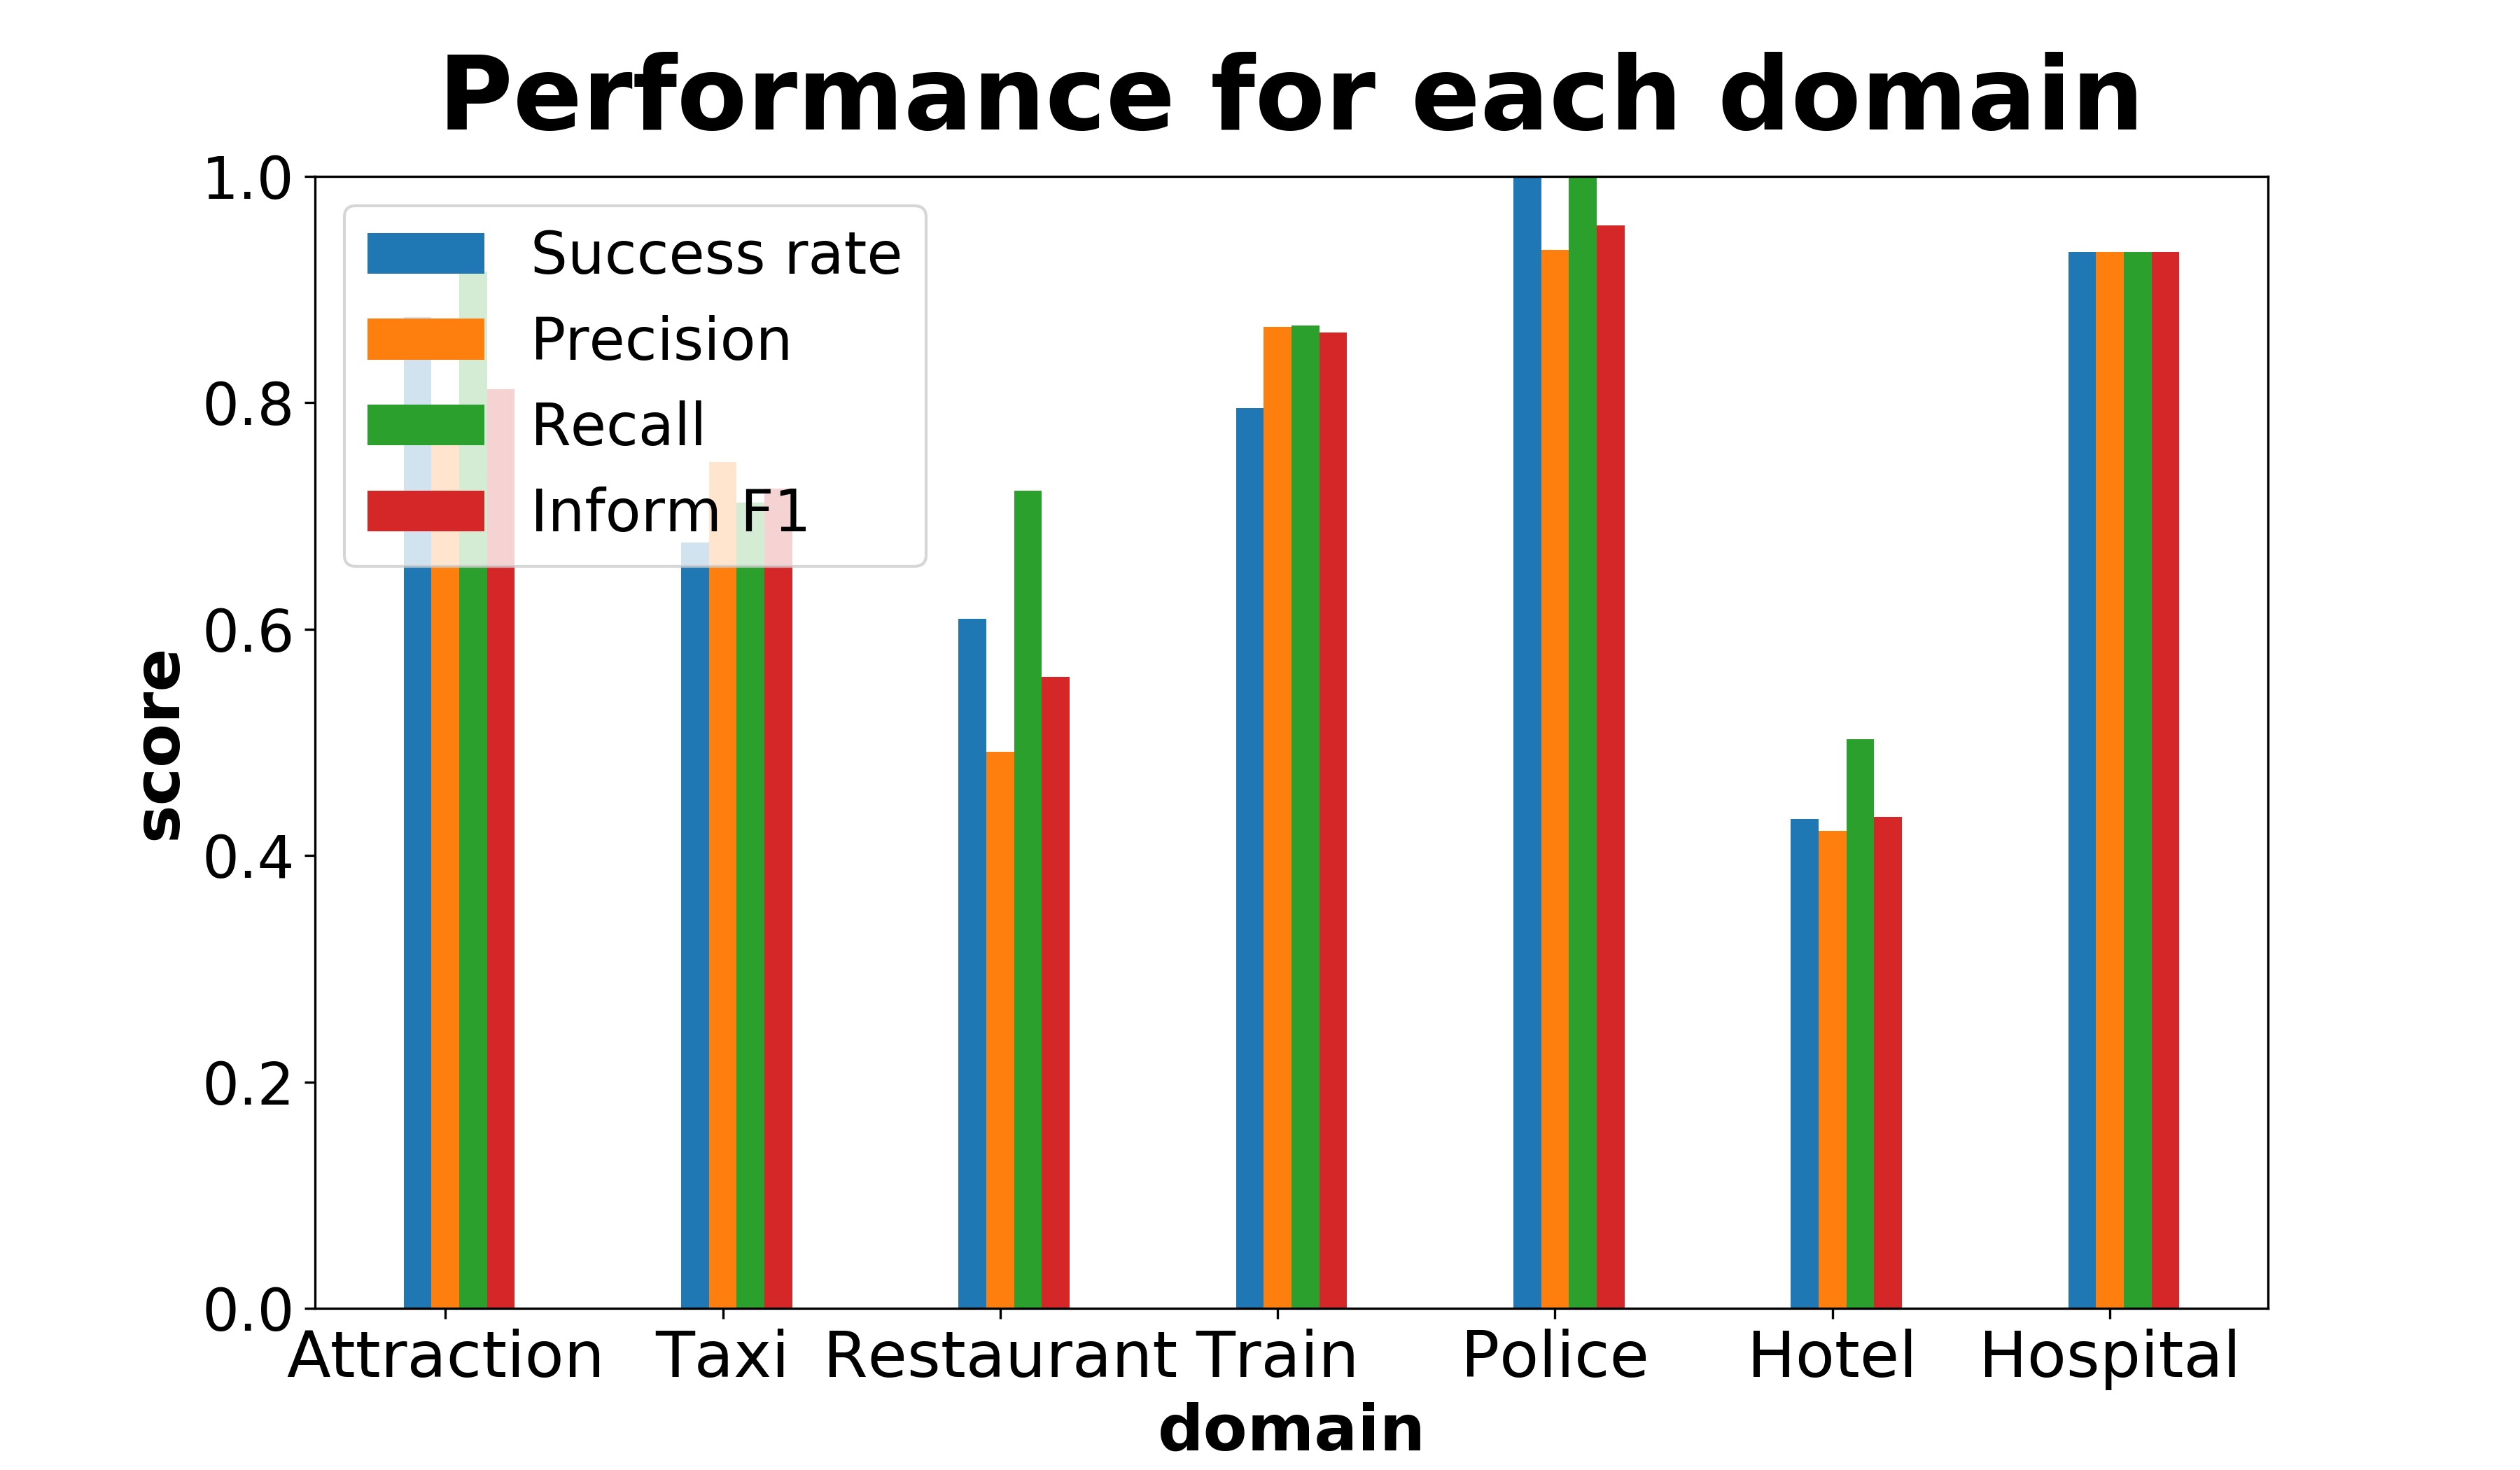 Performance for each domain
1.0
0.8
0.6
0.4
0.2
0.0
score
Success rate
Precision
Recall
Inform F1
Attraction Taxi Restaurant Train Police Hotel Hospital
domain